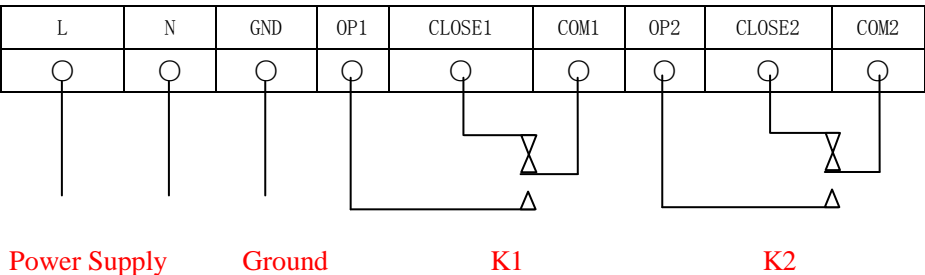 L N GND OP1 CLOSE1 COM1 OP2 CLOSE2 COM2
Power Supply Ground K1 K2